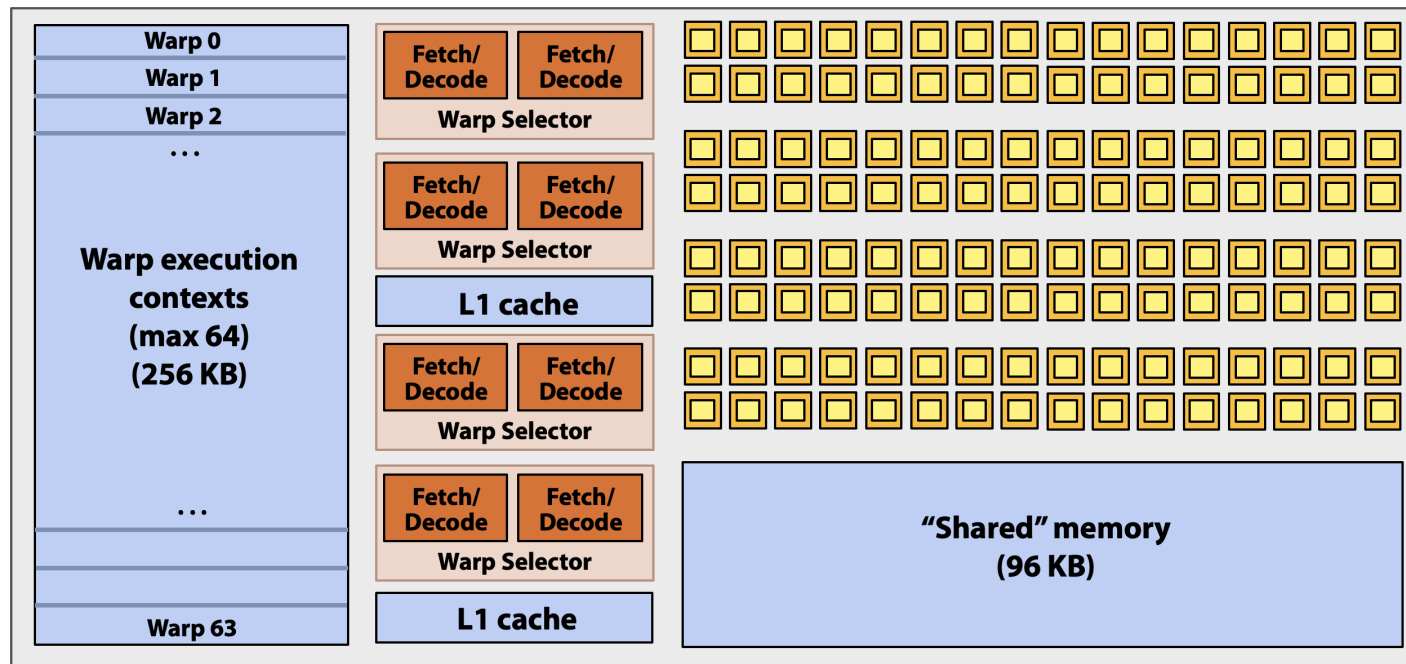 Warp 0
Warp 1
Warp 2
...
Warp execution
contexts
(max 64)
(256 KB)
...
Warp 63
Fetch/
Decode
Fetch/
Decode
Warp Selector
Fetch/
Decode
Fetch/
Decode
Warp Selector
L1 cache
Fetch/
Decode
Fetch/
Decode
Warp Selector
Fetch/
Decode
Fetch/
Decode
Warp Selector
L1 cache
“Shared” memory
(96 KB)